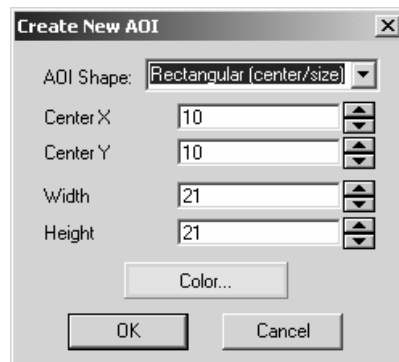 Create New AOI
AOI Shape: Rectangular (center/size)
Center X 10
Center Y 10
Width 21
Height 21
Color...
OK Cancel